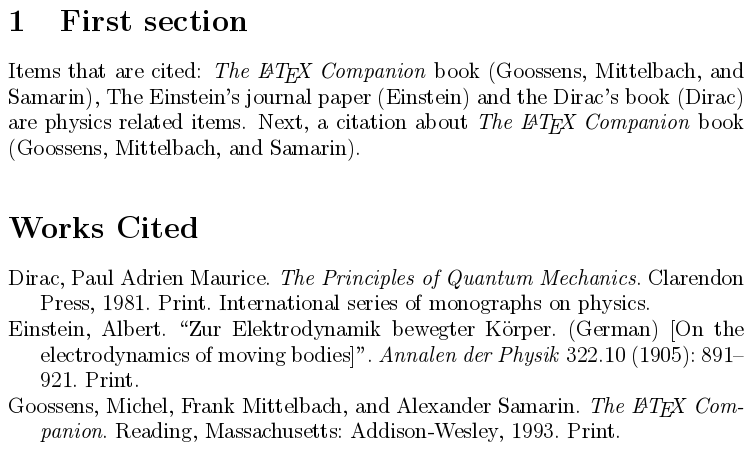 1 First section
Items that are cited: The LATEX Companion book (Goossens, Mittelbach, and
Samarin), The Einstein's journal paper (Einstein) and the Dirac's book (Dirac)
are physics related items. Next, a citation about The LATEX Companion book
(Goossens, Mittelbach, and Samarin).
Works Cited
Dirac, Paul Adrien Maurice. The Principles of Quantum Mechanics. Clarendon
Press, 1981. Print. International series of monographs on physics.
Einstein, Albert. “Zur Elektrodynamik bewegter Körper. (German) [On the
electrodynamics of moving bodies]”. Annalen der Physik 322.10 (1905): 891–
921. Print.
Goossens, Michel, Frank Mittelbach, and Alexander Samarin. The LATEX Com-
panion. Reading, Massachusetts: Addison-Wesley, 1993. Print.